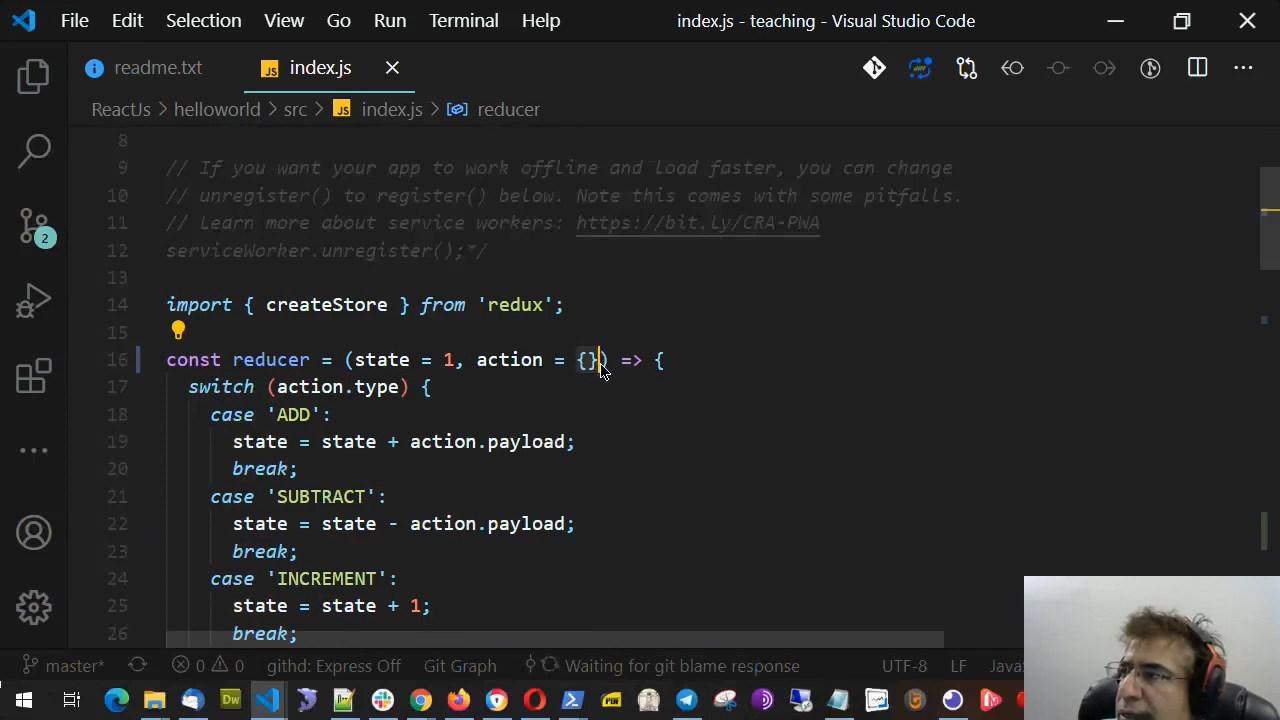 File Edit Selection View Go Run Terminal Help index.js - teaching - Visual Studio Code
readme.txt JS index.js
ReactJs > helloworld > src > JS index.js > reducer
8
9 // If you want your app to work offline and load faster, you can change
10 // unregister() to register() below. Note this comes with some pitfalls.
11 // Learn more about service workers: https://bit.ly/CRA-PWA
12 serviceWorker.unregister();*/
13
14 import { createStore } from 'redux';
15
16 const reducer = (state = 1, action = {}) => {
17 switch (action.type) {
18 case 'ADD':
19 state = state + action.payload;
20 break;
21 case 'SUBTRACT':
22 state = state - action.payload;
23 break;
24 case 'INCREMENT':
25 state = state + 1;
26 break;
2
master* 0 0 githd: Express Off Git Graph Waiting for git blame response UTF-8 LF Javas
Dw PDF